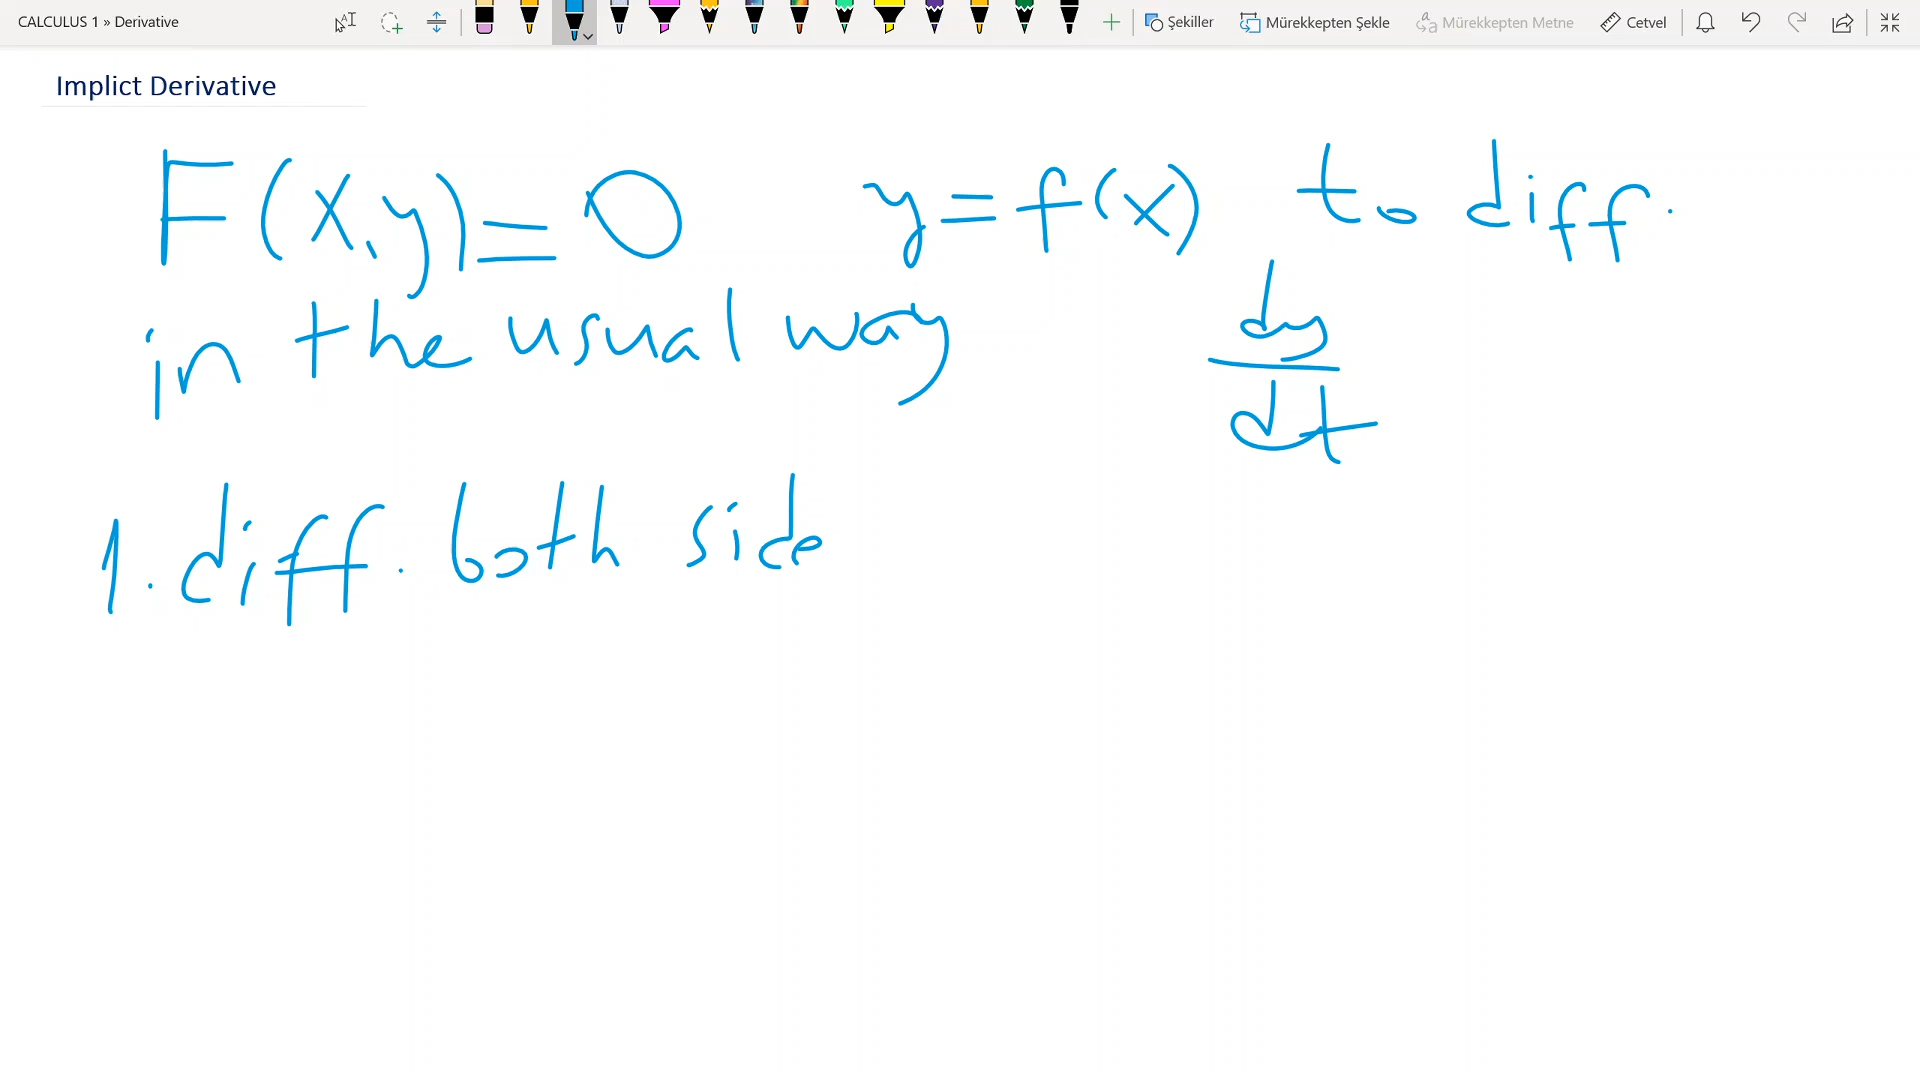 CALCULUS 1 » Derivative Şekiller Mürekkepten Şekle Mürekkepten Metne Cetvel
Implict Derivative
F(x,y)=0 y=f(x) to diff.
in the usual way dy/dt
1. diff. both side